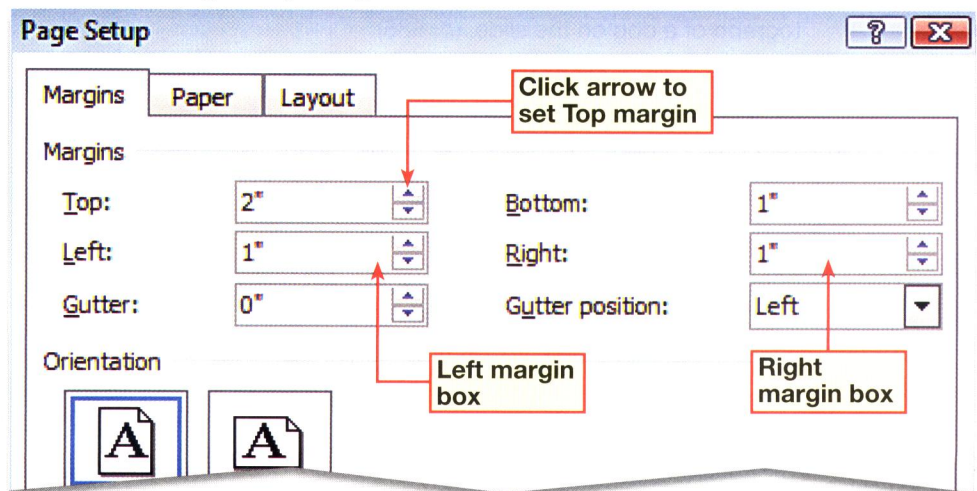 Page Setup
Margins Paper Layout
Click arrow to
set Top margin
Margins
Top: 2" Bottom: 1"
Left: 1" Right: 1"
Gutter: 0" Gutter position: Left
Orientation
Left margin
box
Right
margin box
A A